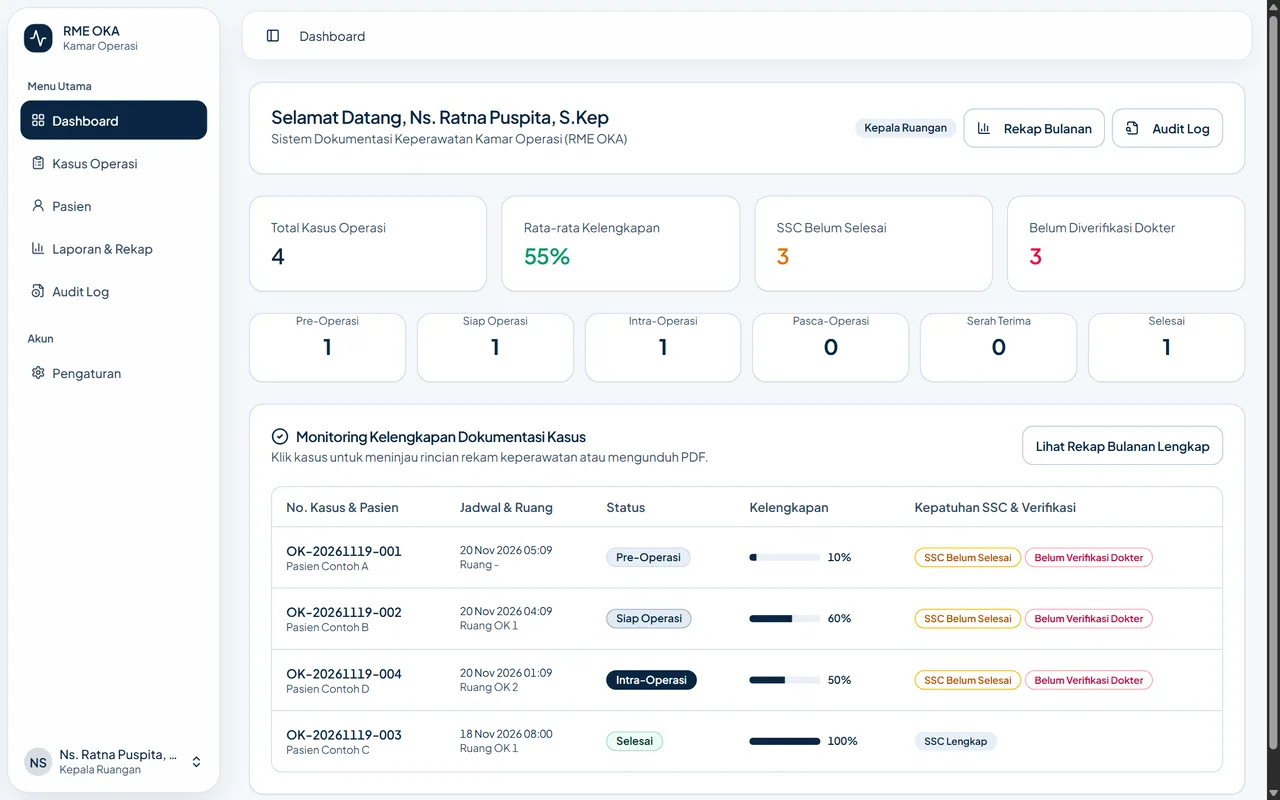 RME OKA
Kamar Operasi
Menu Utama
Dashboard
Kasus Operasi
Pasien
Laporan & Rekap
Audit Log
Akun
Pengaturan
NS
Ns. Ratna Puspita, ...
Kepala Ruangan
Dashboard
Selamat Datang, Ns. Ratna Puspita, S.Kep
Sistem Dokumentasi Keperawatan Kamar Operasi (RME OKA)
Kepala Ruangan
Rekap Bulanan
Audit Log
Total Kasus Operasi
4
Rata-rata Kelengkapan
55%
SSC Belum Selesai
3
Belum Diverifikasi Dokter
3
Pre-Operasi
1
Siap Operasi
1
Intra-Operasi
1
Pasca-Operasi
0
Serah Terima
0
Selesai
1
Monitoring Kelengkapan Dokumentasi Kasus
Klik kasus untuk meninjau rincian rekam keperawatan atau mengunduh PDF.
Lihat Rekap Bulanan Lengkap
No. Kasus & Pasien Jadwal & Ruang Status Kelengkapan Kepatuhan SSC & Verifikasi
OK-20261119-001
Pasien Contoh A
20 Nov 2026 05:09
Ruang -
Pre-Operasi
10%
SSC Belum Selesai
Belum Verifikasi Dokter
OK-20261119-002
Pasien Contoh B
20 Nov 2026 04:09
Ruang OK 1
Siap Operasi
60%
SSC Belum Selesai
Belum Verifikasi Dokter
OK-20261119-004
Pasien Contoh D
20 Nov 2026 01:09
Ruang OK 2
Intra-Operasi
50%
SSC Belum Selesai
Belum Verifikasi Dokter
OK-20261119-003
Pasien Contoh C
18 Nov 2026 08:00
Ruang OK 1
Selesai
100%
SSC Lengkap